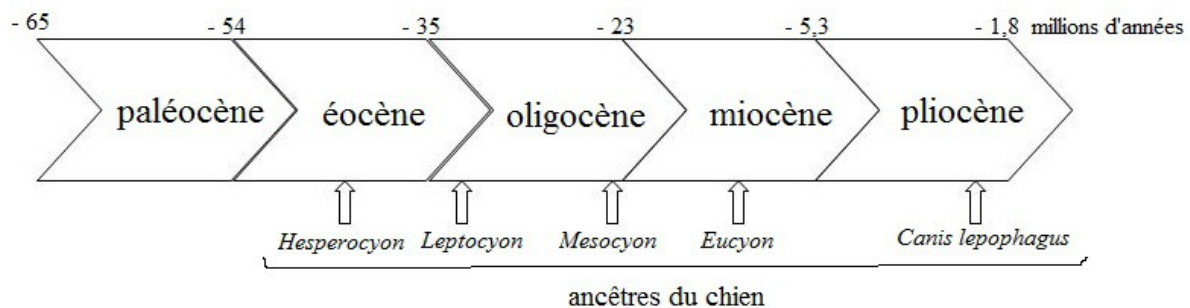 - 65 - 54 - 35 - 23 - 5,3 - 1,8 millions d'années
paléocène éocène oligocène miocène pliocène
Hesperocyon Leptocyon Mesocyon Eucyon Canis lepophagus
ancêtres du chien